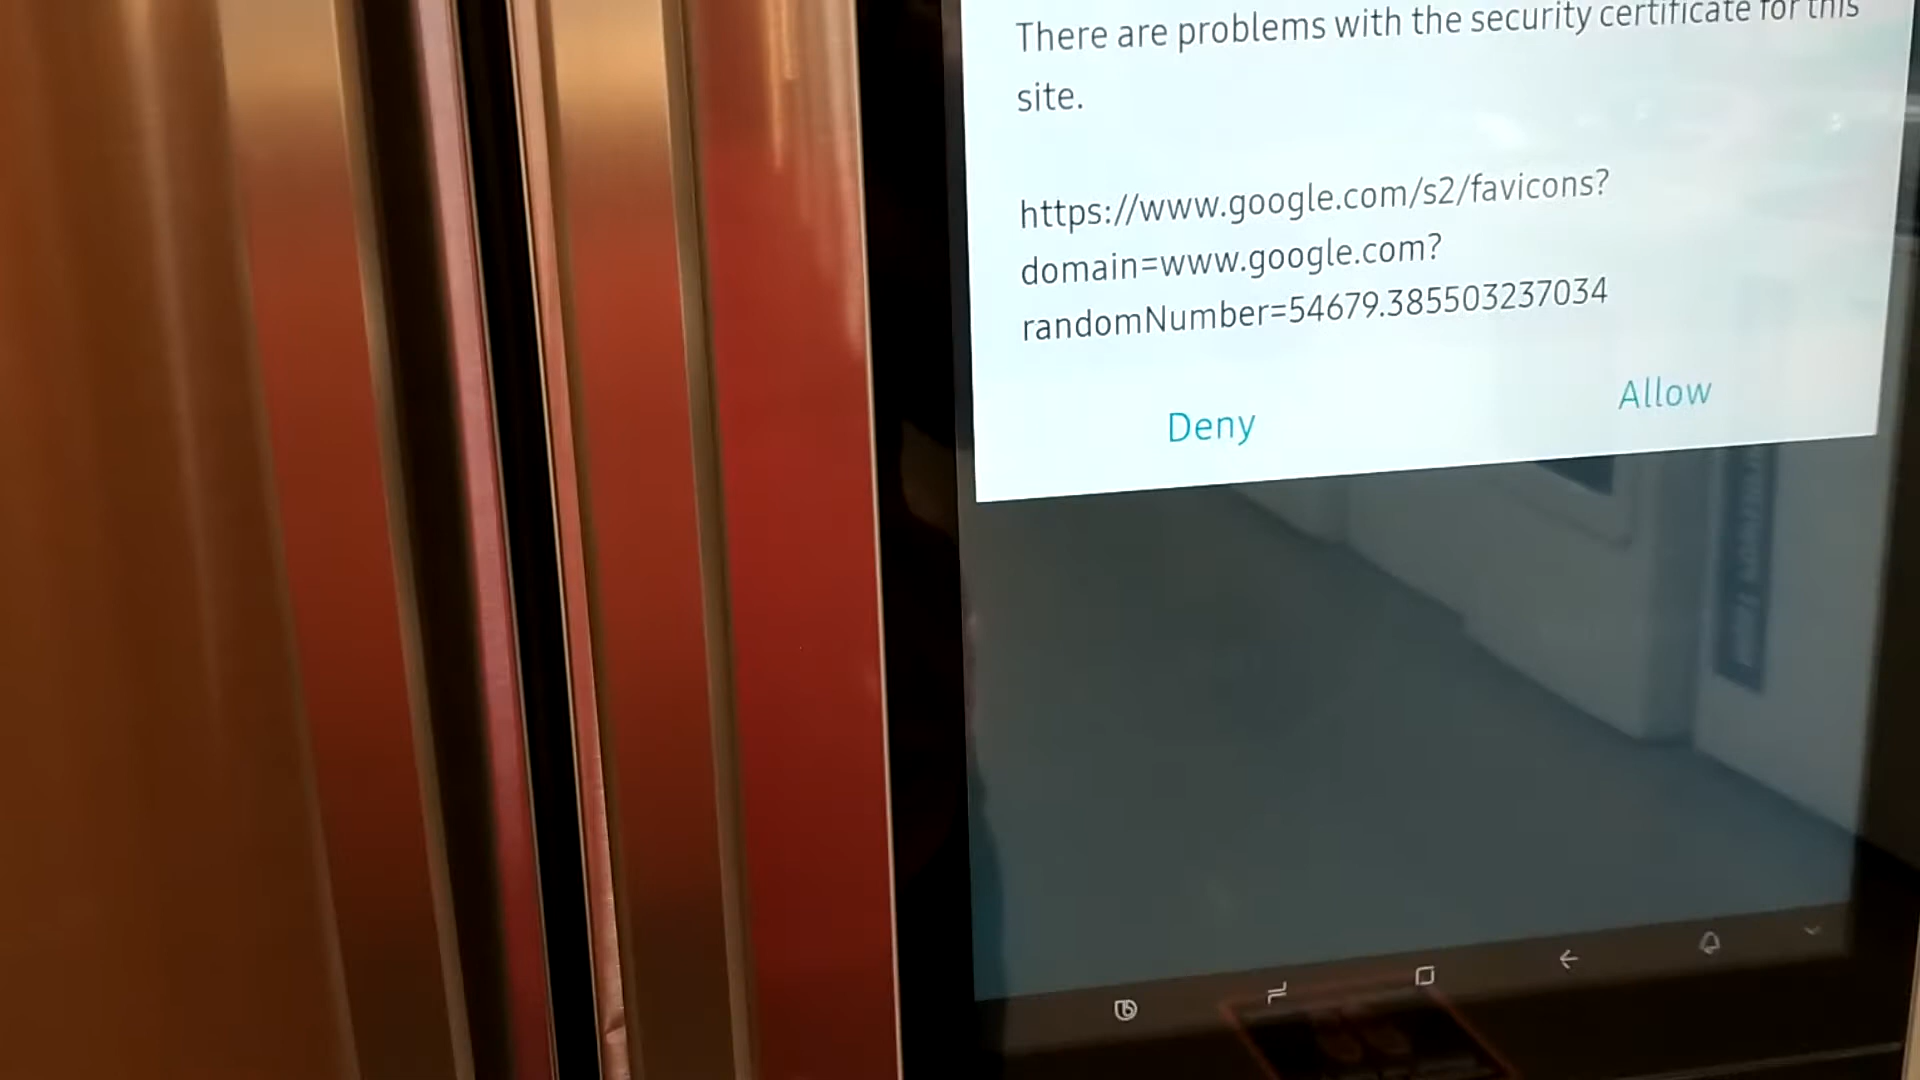 There are problems with the security certificate for this
site.
https://www.google.com/s2/favicons?
domain=www.google.com?
randomNumber=54679.385503237034
Deny
Allow